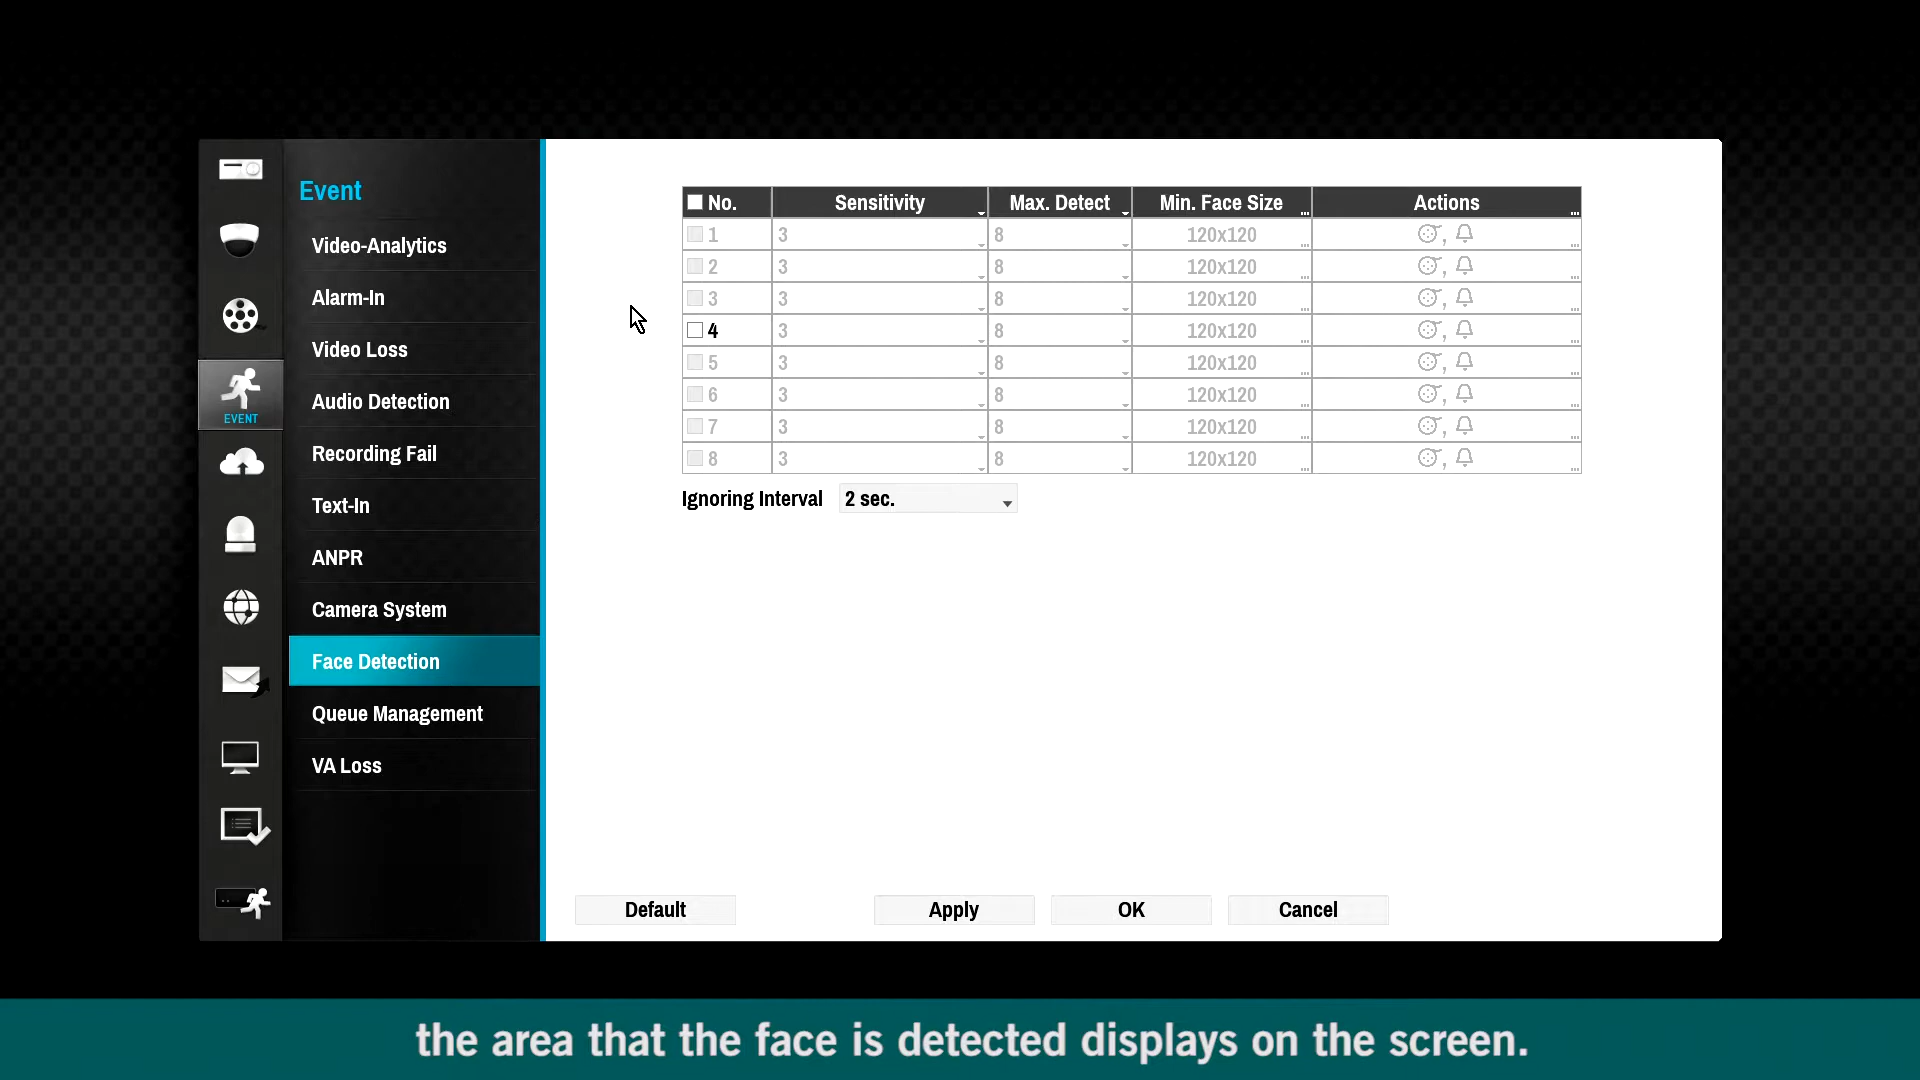 Event
Video-Analytics
Alarm-In
Video Loss
Audio Detection
Recording Fail
Text-In
ANPR
Camera System
Face Detection
Queue Management
VA Loss
EVENT
No. Sensitivity Max. Detect Min. Face Size ... Actions ...
1 3 8 120x120 ... , ...
2 3 8 120x120 ... , ...
3 3 8 120x120 ... , ...
4 3 8 120x120 ... , ...
5 3 8 120x120 ... , ...
6 3 8 120x120 ... , ...
7 3 8 120x120 ... , ...
8 3 8 120x120 ... , ...
Ignoring Interval 2 sec.
Default Apply OK Cancel
the area that the face is detected displays on the screen.